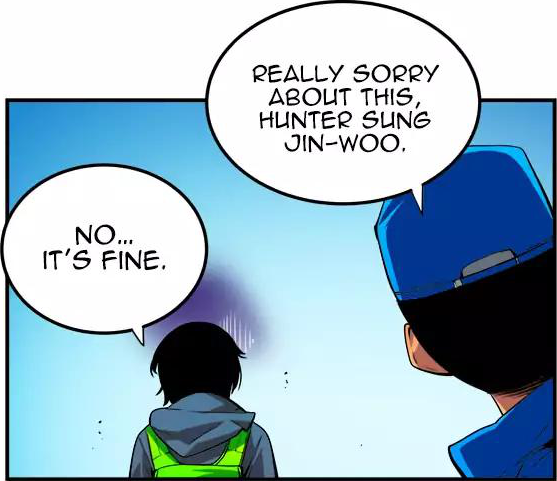 REALLY SORRY
ABOUT THIS,
HUNTER SUNG
JIN-WOO.
NO...
IT'S FINE.